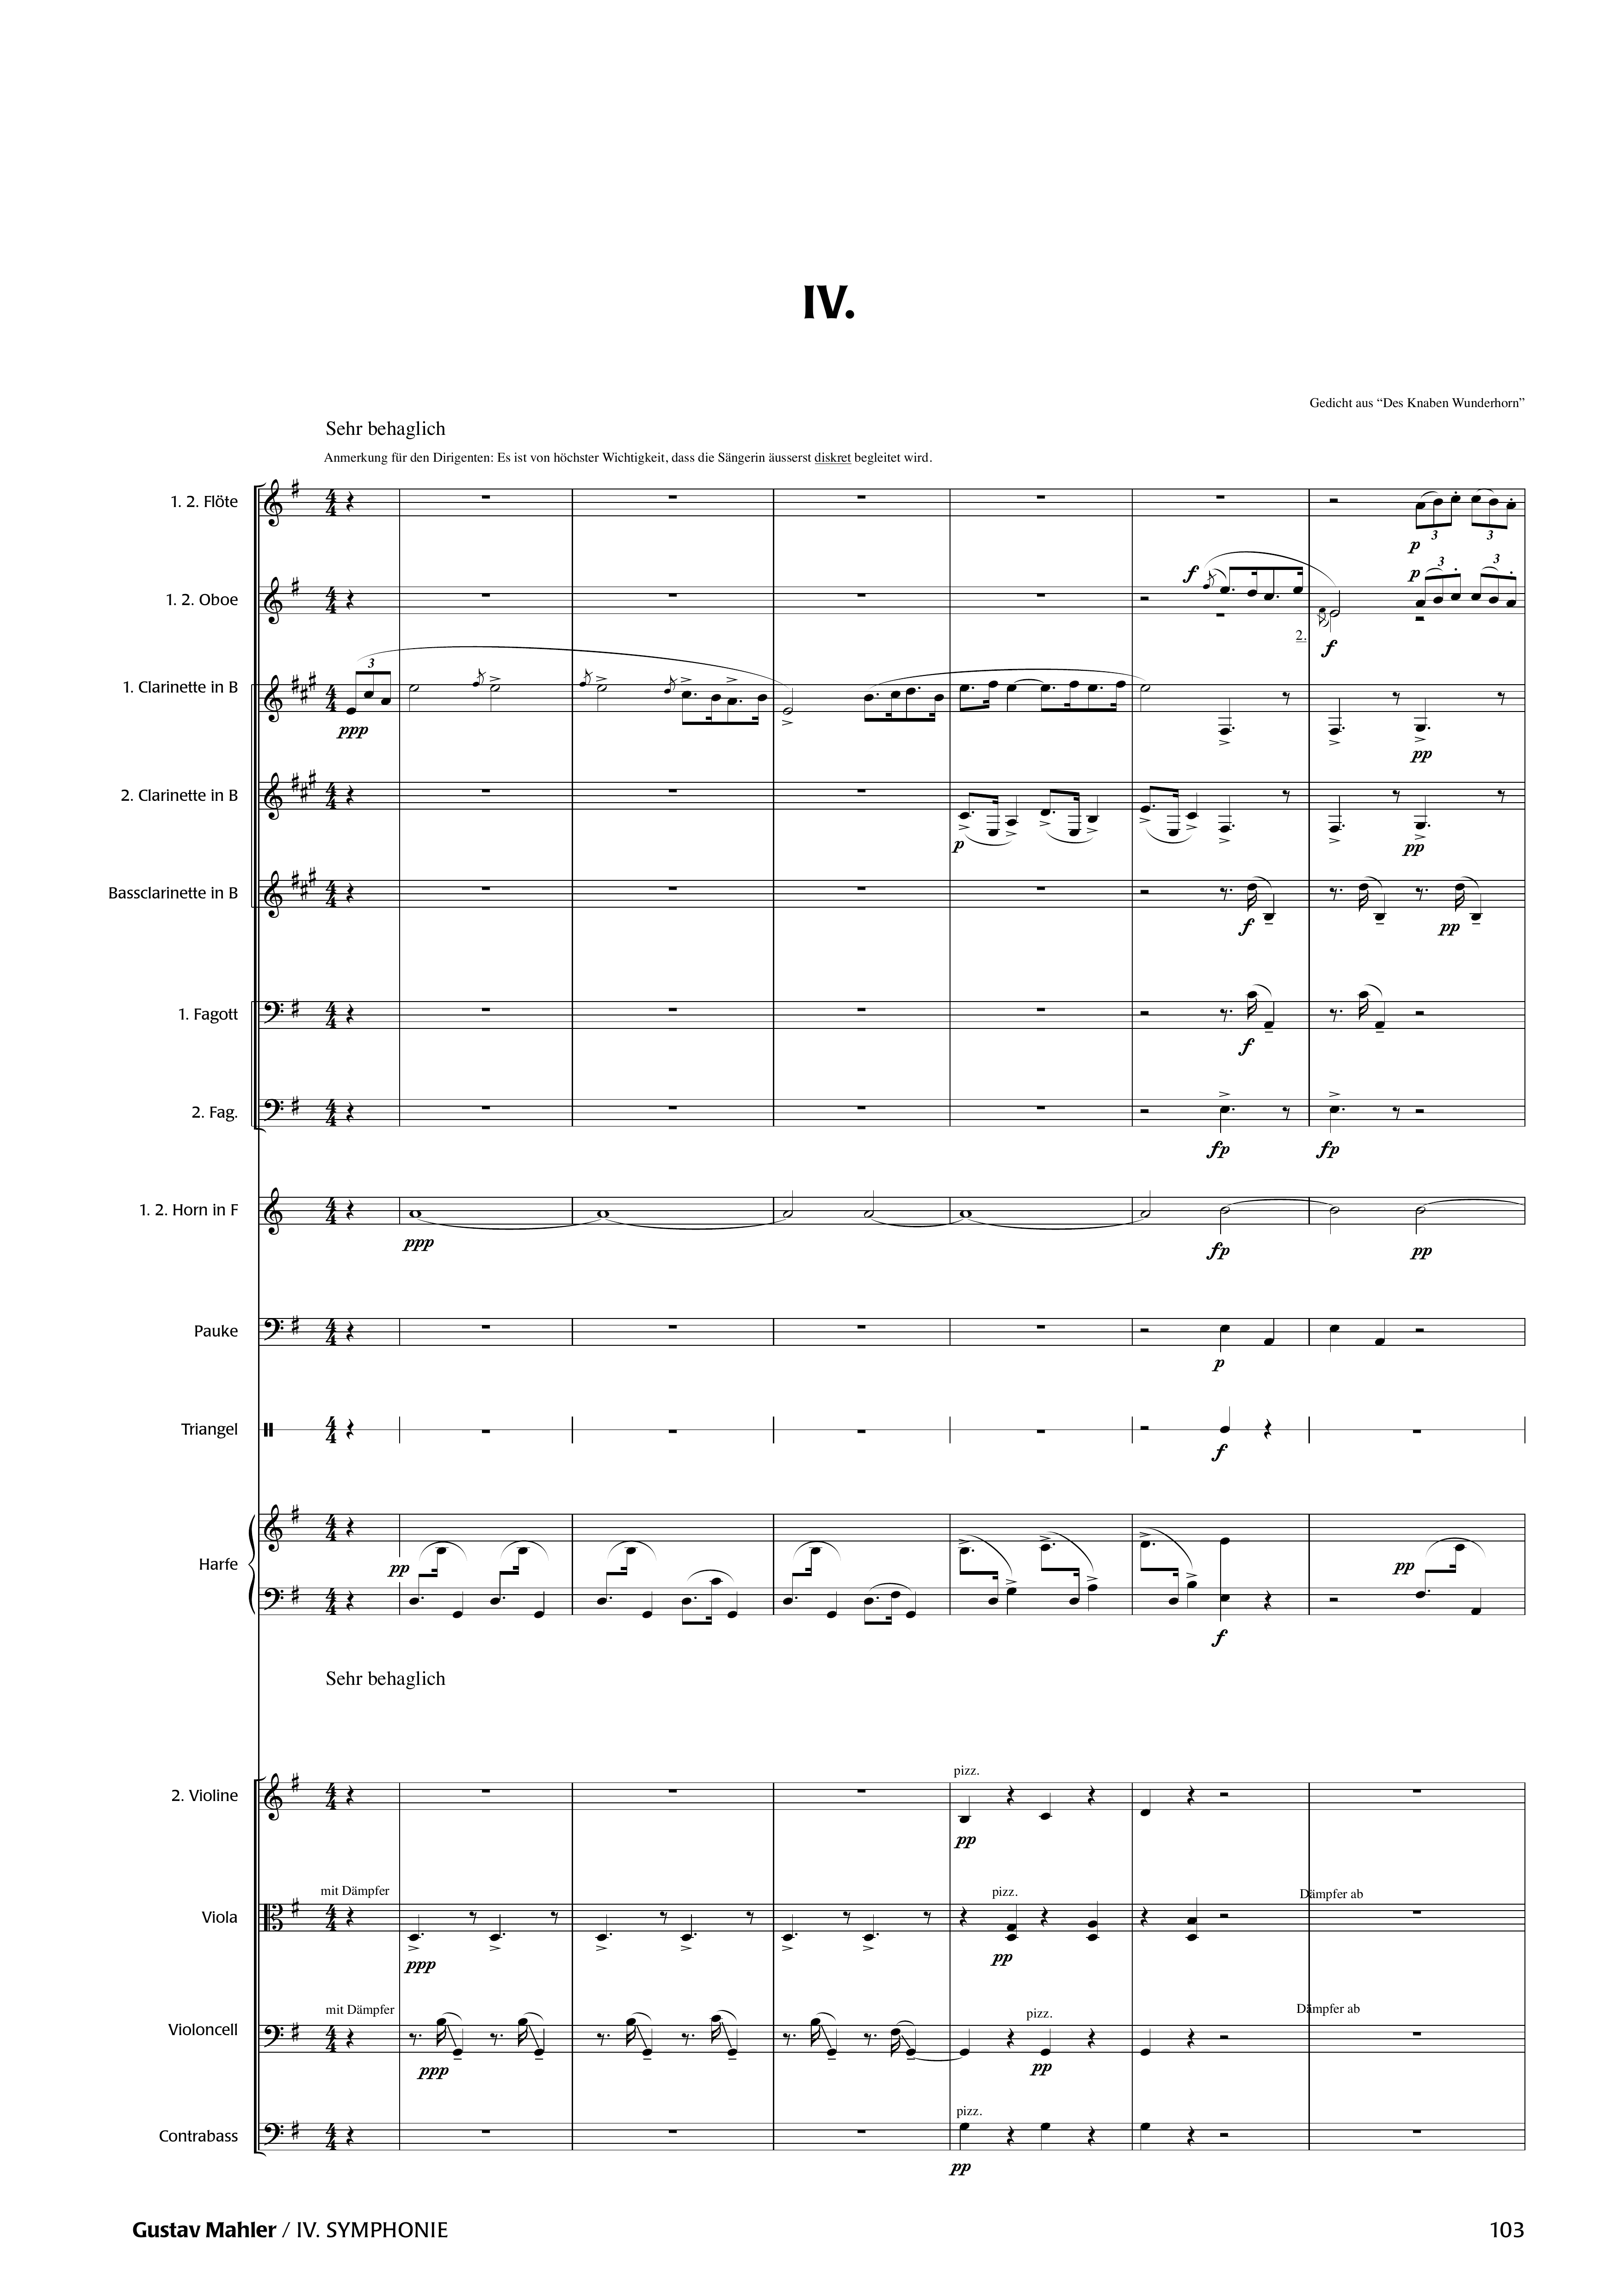 IV.
Gedicht aus “Des Knaben Wunderhorn”
Sehr behaglich
Anmerkung für den Dirigenten: Es ist von höchster Wichtigkeit, dass die Sängerin äusserst diskret begleitet wird.
1. 2. Flöte
3 3
p
f p 3 3
1. 2. Oboe
2.
f
3
1. Clarinette in B
ppp
pp
2. Clarinette in B
p pp
Bassclarinette in B
f pp
1. Fagott
f
2. Fag.
fp fp
1. 2. Horn in F
ppp fp pp
Pauke
p
Triangel
f
Harfe
pp pp
f
Sehr behaglich
pizz.
2. Violine
pp
mit Dämpfer pizz. Dämpfer ab
Viola
ppp pp
mit Dämpfer pizz. Dämpfer ab
Violoncell
ppp pp
pizz.
Contrabass
pp
Gustav Mahler / IV. SYMPHONIE 103